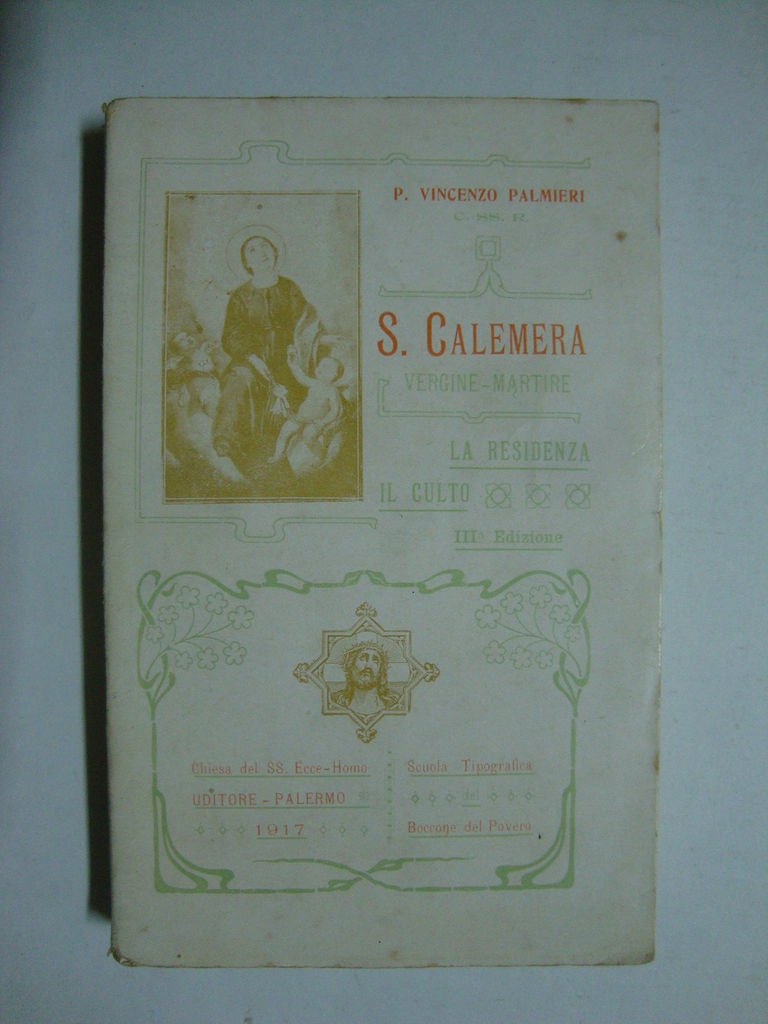 P. VINCENZO PALMIERI
C. SS. R.
S. CALEMERA
VERGINE-MARTIRE
LA RESIDENZA
IL CULTO
IIIª Edizione
Chiesa del SS. Ecce-Homo
UDITORE - PALERMO
1917
Scuola Tipografica
del
Boccone del Povero